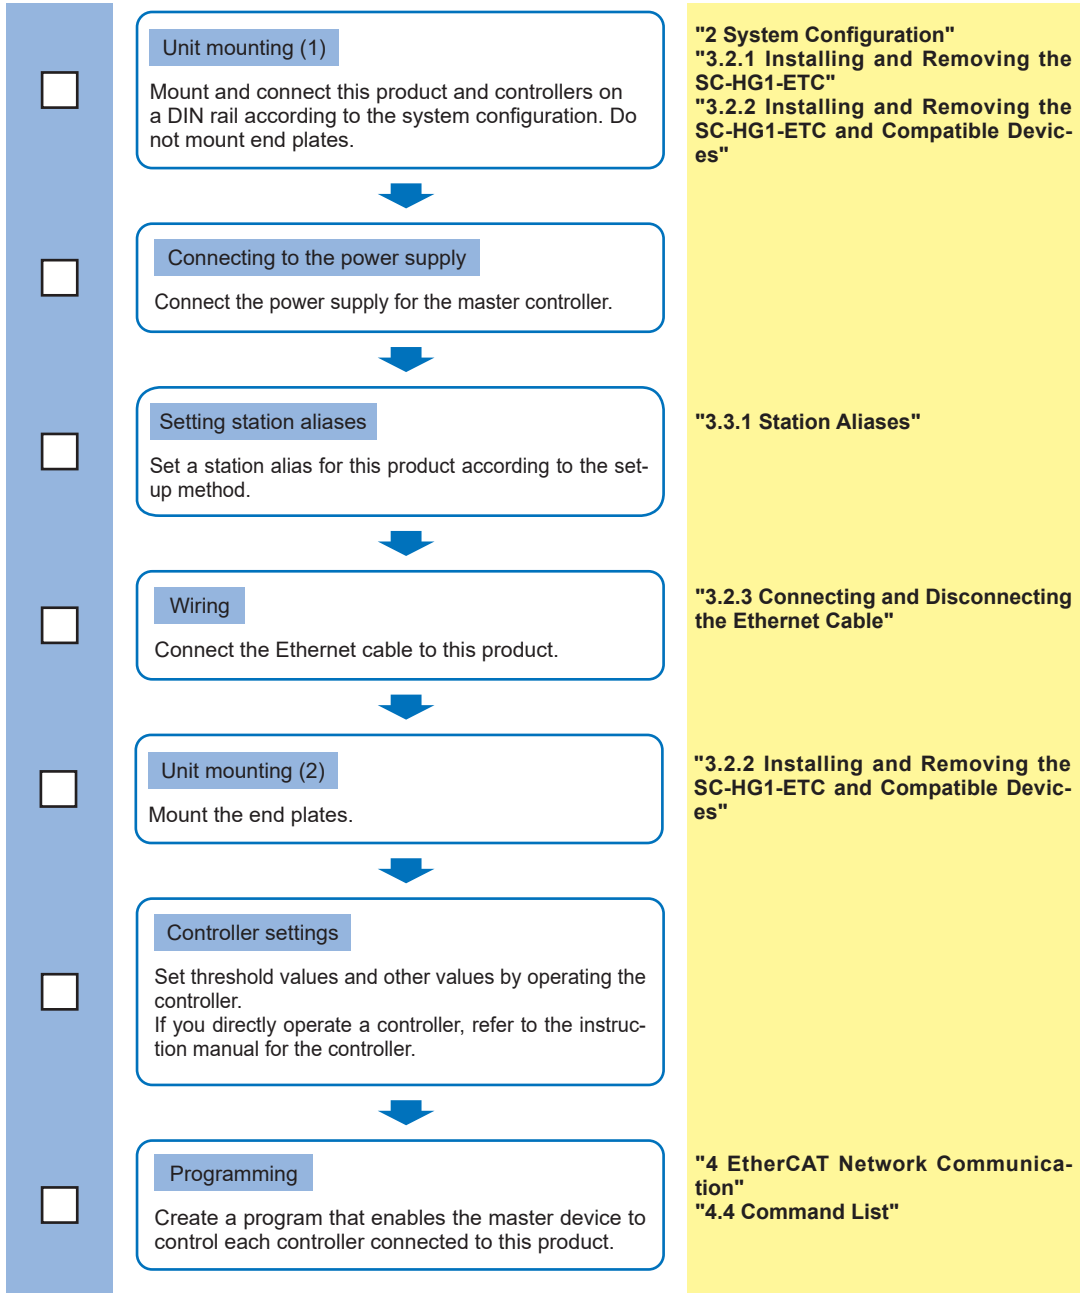 Unit mounting (1)
Mount and connect this product and controllers on
a DIN rail according to the system configuration. Do
not mount end plates.
"2 System Configuration"
"3.2.1 Installing and Removing the
SC-HG1-ETC"
"3.2.2 Installing and Removing the
SC-HG1-ETC and Compatible Devic-
es"
Connecting to the power supply
Connect the power supply for the master controller.
Setting station aliases
Set a station alias for this product according to the set-
up method.
"3.3.1 Station Aliases"
Wiring
Connect the Ethernet cable to this product.
"3.2.3 Connecting and Disconnecting
the Ethernet Cable"
Unit mounting (2)
Mount the end plates.
"3.2.2 Installing and Removing the
SC-HG1-ETC and Compatible Devic-
es"
Controller settings
Set threshold values and other values by operating the
controller.
If you directly operate a controller, refer to the instruc-
tion manual for the controller.
Programming
Create a program that enables the master device to
control each controller connected to this product.
"4 EtherCAT Network Communica-
tion"
"4.4 Command List"